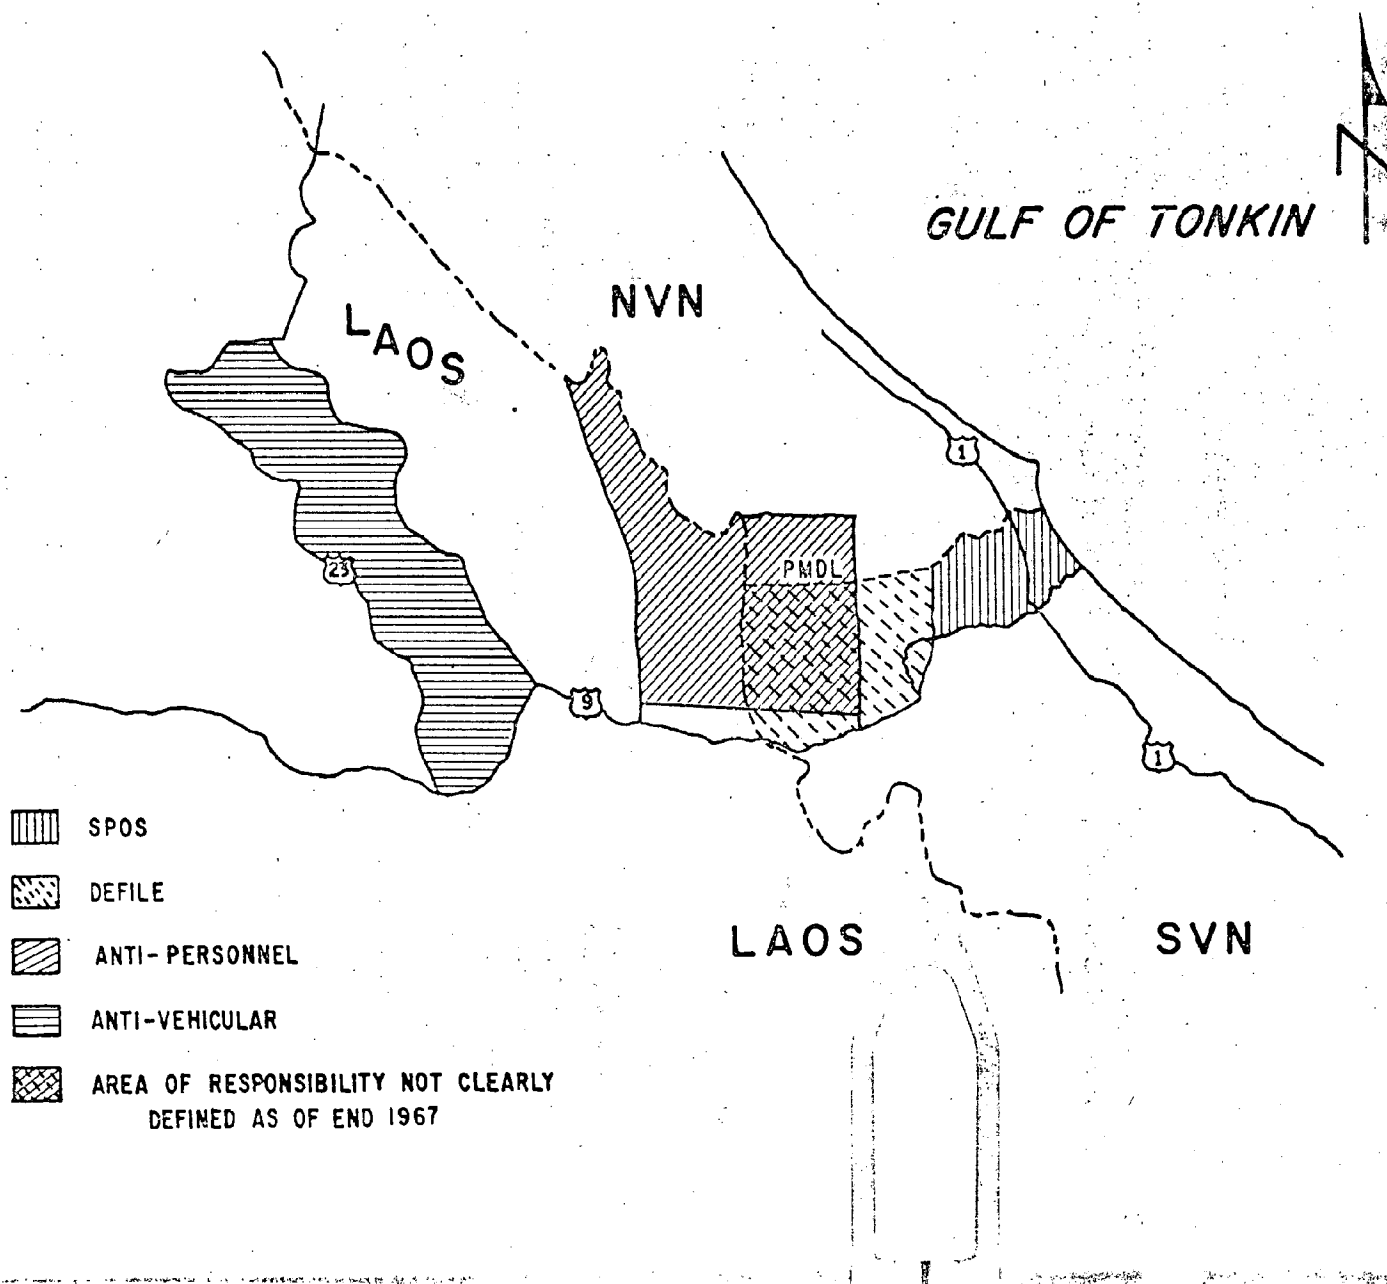 N
GULF OF TONKIN
NVN
LAOS
1
PMDL
23
9
1
SPOS
DEFILE
ANTI-PERSONNEL
LAOS
SVN
ANTI-VEHICULAR
AREA OF RESPONSIBILITY NOT CLEARLY
DEFINED AS OF END 1967